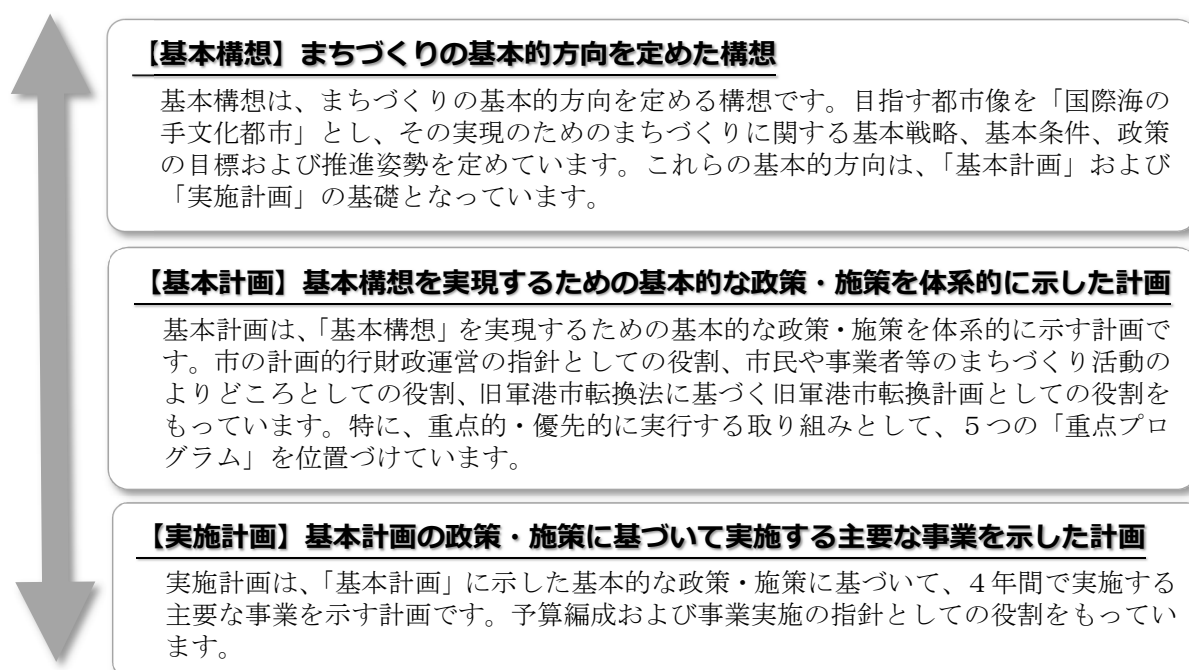 【基本構想】まちづくりの基本的方向を定めた構想
基本構想は、まちづくりの基本的方向を定める構想です。目指す都市像を「国際海の
手文化都市」とし、その実現のためのまちづくりに関する基本戦略、基本条件、政策
の目標および推進姿勢を定めています。これらの基本的方向は、「基本計画」および
「実施計画」の基礎となっています。
【基本計画】基本構想を実現するための基本的な政策・施策を体系的に示した計画
基本計画は、「基本構想」を実現するための基本的な政策・施策を体系的に示す計画で
す。市の計画的行財政運営の指針としての役割、市民や事業者等のまちづくり活動の
よりどころとしての役割、旧軍港市転換法に基づく旧軍港市転換計画としての役割を
もっています。特に、重点的・優先的に実行する取り組みとして、５つの「重点プロ
グラム」を位置づけています。
【実施計画】基本計画の政策・施策に基づいて実施する主要な事業を示した計画
実施計画は、「基本計画」に示した基本的な政策・施策に基づいて、４年間で実施する
主要な事業を示す計画です。予算編成および事業実施の指針としての役割をもってい
ます。